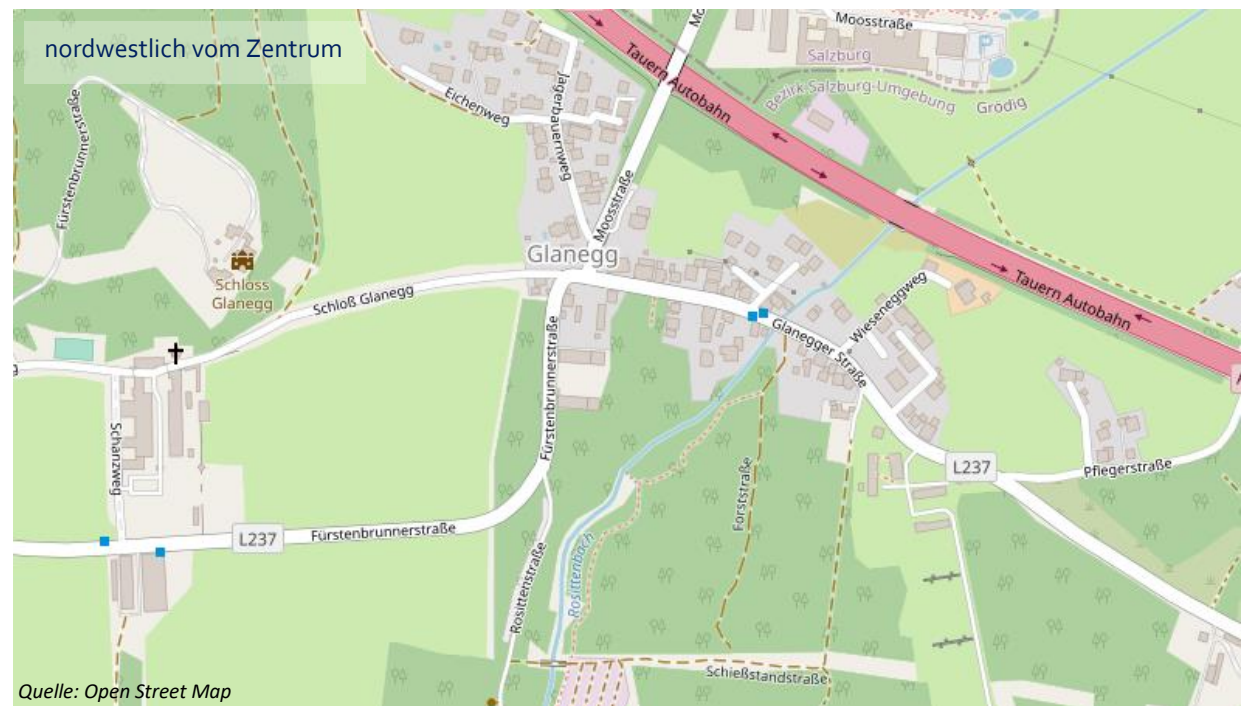 nordwestlich vom Zentrum
Moosstraße
Salzburg
Tauern Autobahn
Bezirk Salzburg-Umgebung
Grödig
Eichenweg
Jägerbauernweg
Fürstenbrunnerstraße
Moosstraße
Glanegg
Schloss
Glanegg
Schloß Glanegg
Wieseneggweg
Tauern Autobahn
Glanegger Straße
Fürstenbrunnerstraße
Schanzweg
L237
Pflegerstraße
Forststraße
L237
Fürstenbrunnerstraße
Rosittenstraße
Rosittenbach
Schießstandstraße
Quelle: Open Street Map